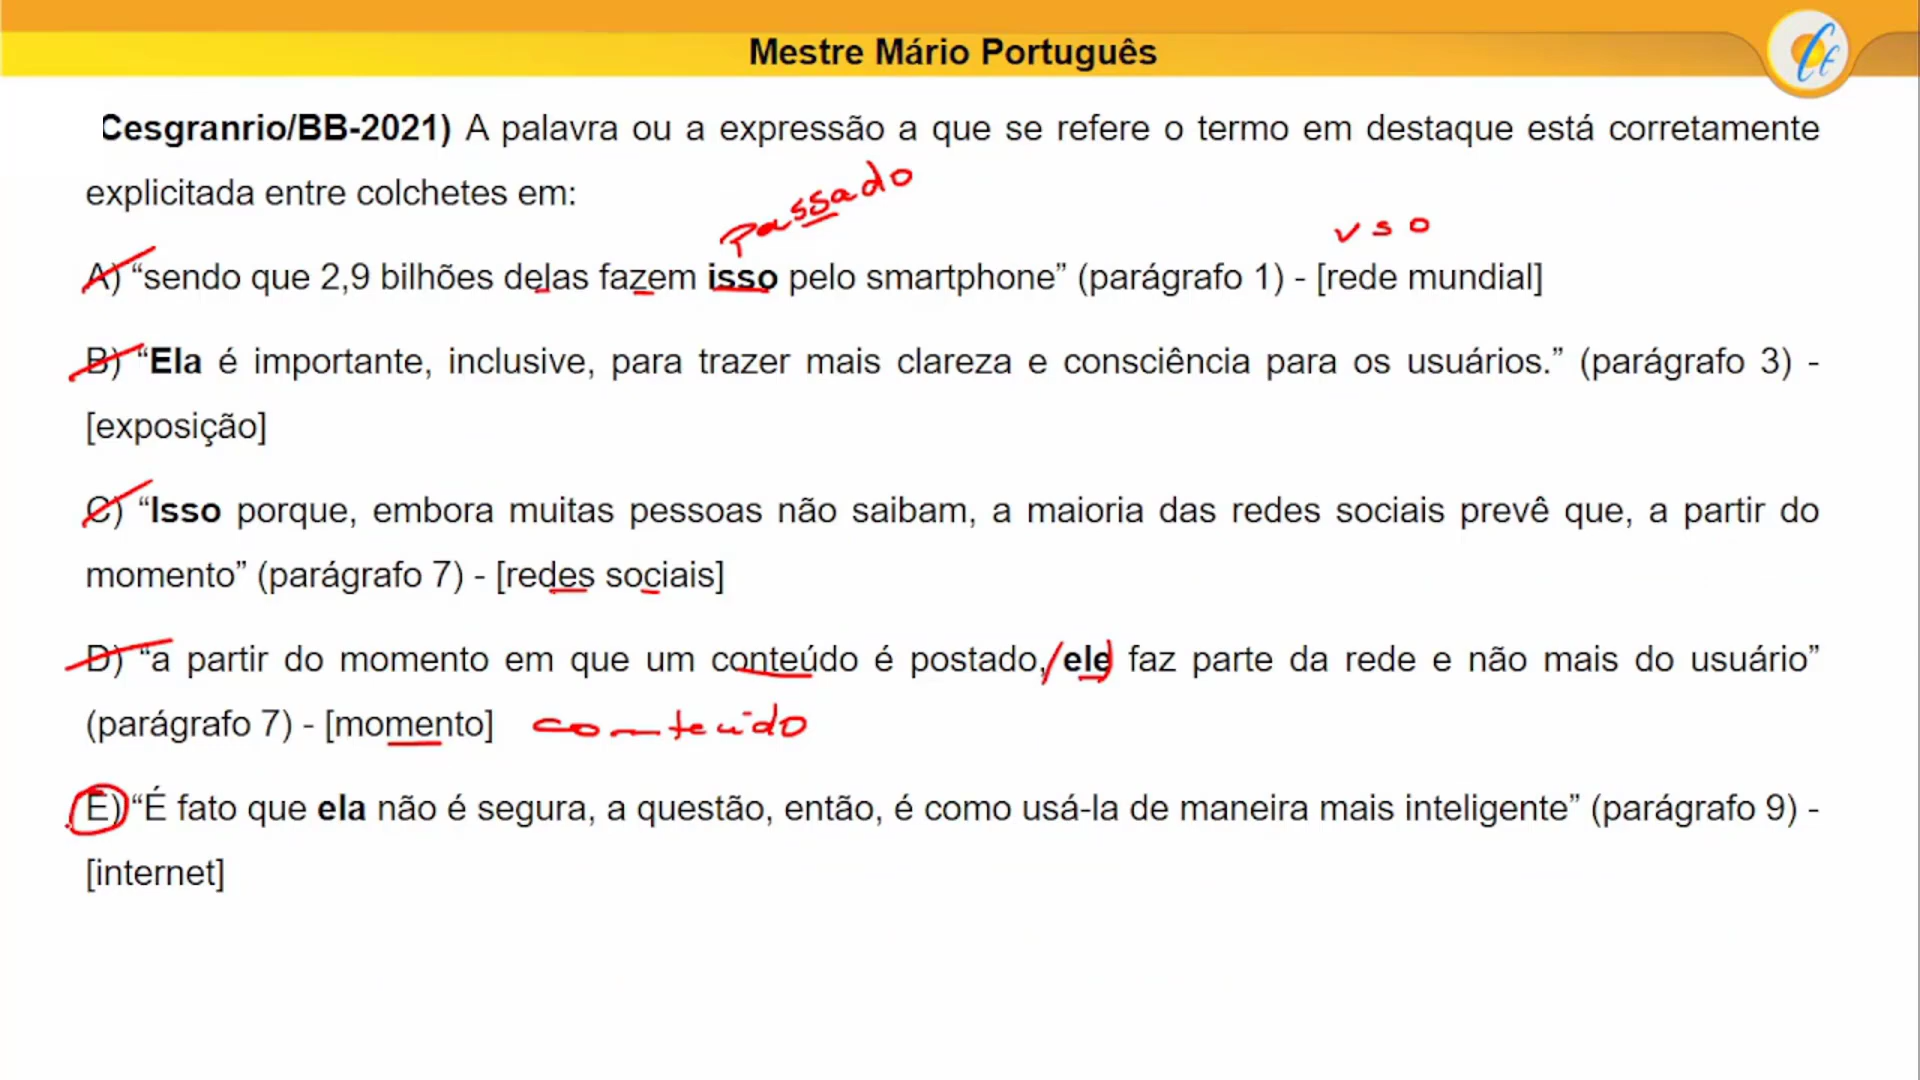 Mestre Mário Português
Cesgranrio/BB-2021) A palavra ou a expressão a que se refere o termo em destaque está corretamente
explicitada entre colchetes em:
passado
uso
A) “sendo que 2,9 bilhões delas fazem isso pelo smartphone” (parágrafo 1) - [rede mundial]
B) “Ela é importante, inclusive, para trazer mais clareza e consciência para os usuários.” (parágrafo 3) -
[exposição]
C) “Isso porque, embora muitas pessoas não saibam, a maioria das redes sociais prevê que, a partir do
momento” (parágrafo 7) - [redes sociais]
D) “a partir do momento em que um conteúdo é postado, ele faz parte da rede e não mais do usuário”
(parágrafo 7) - [momento] conteúdo
E) “É fato que ela não é segura, a questão, então, é como usá-la de maneira mais inteligente” (parágrafo 9) -
[internet]